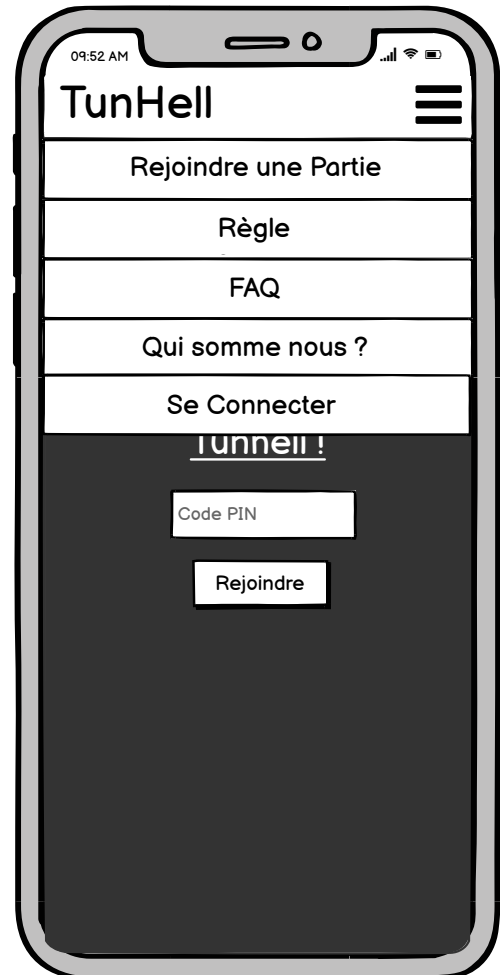 09:52 AM
TunHell
Rejoindre une Partie
Règle
FAQ
Qui somme nous ?
Se Connecter
Tunhell !
Code PIN
Rejoindre